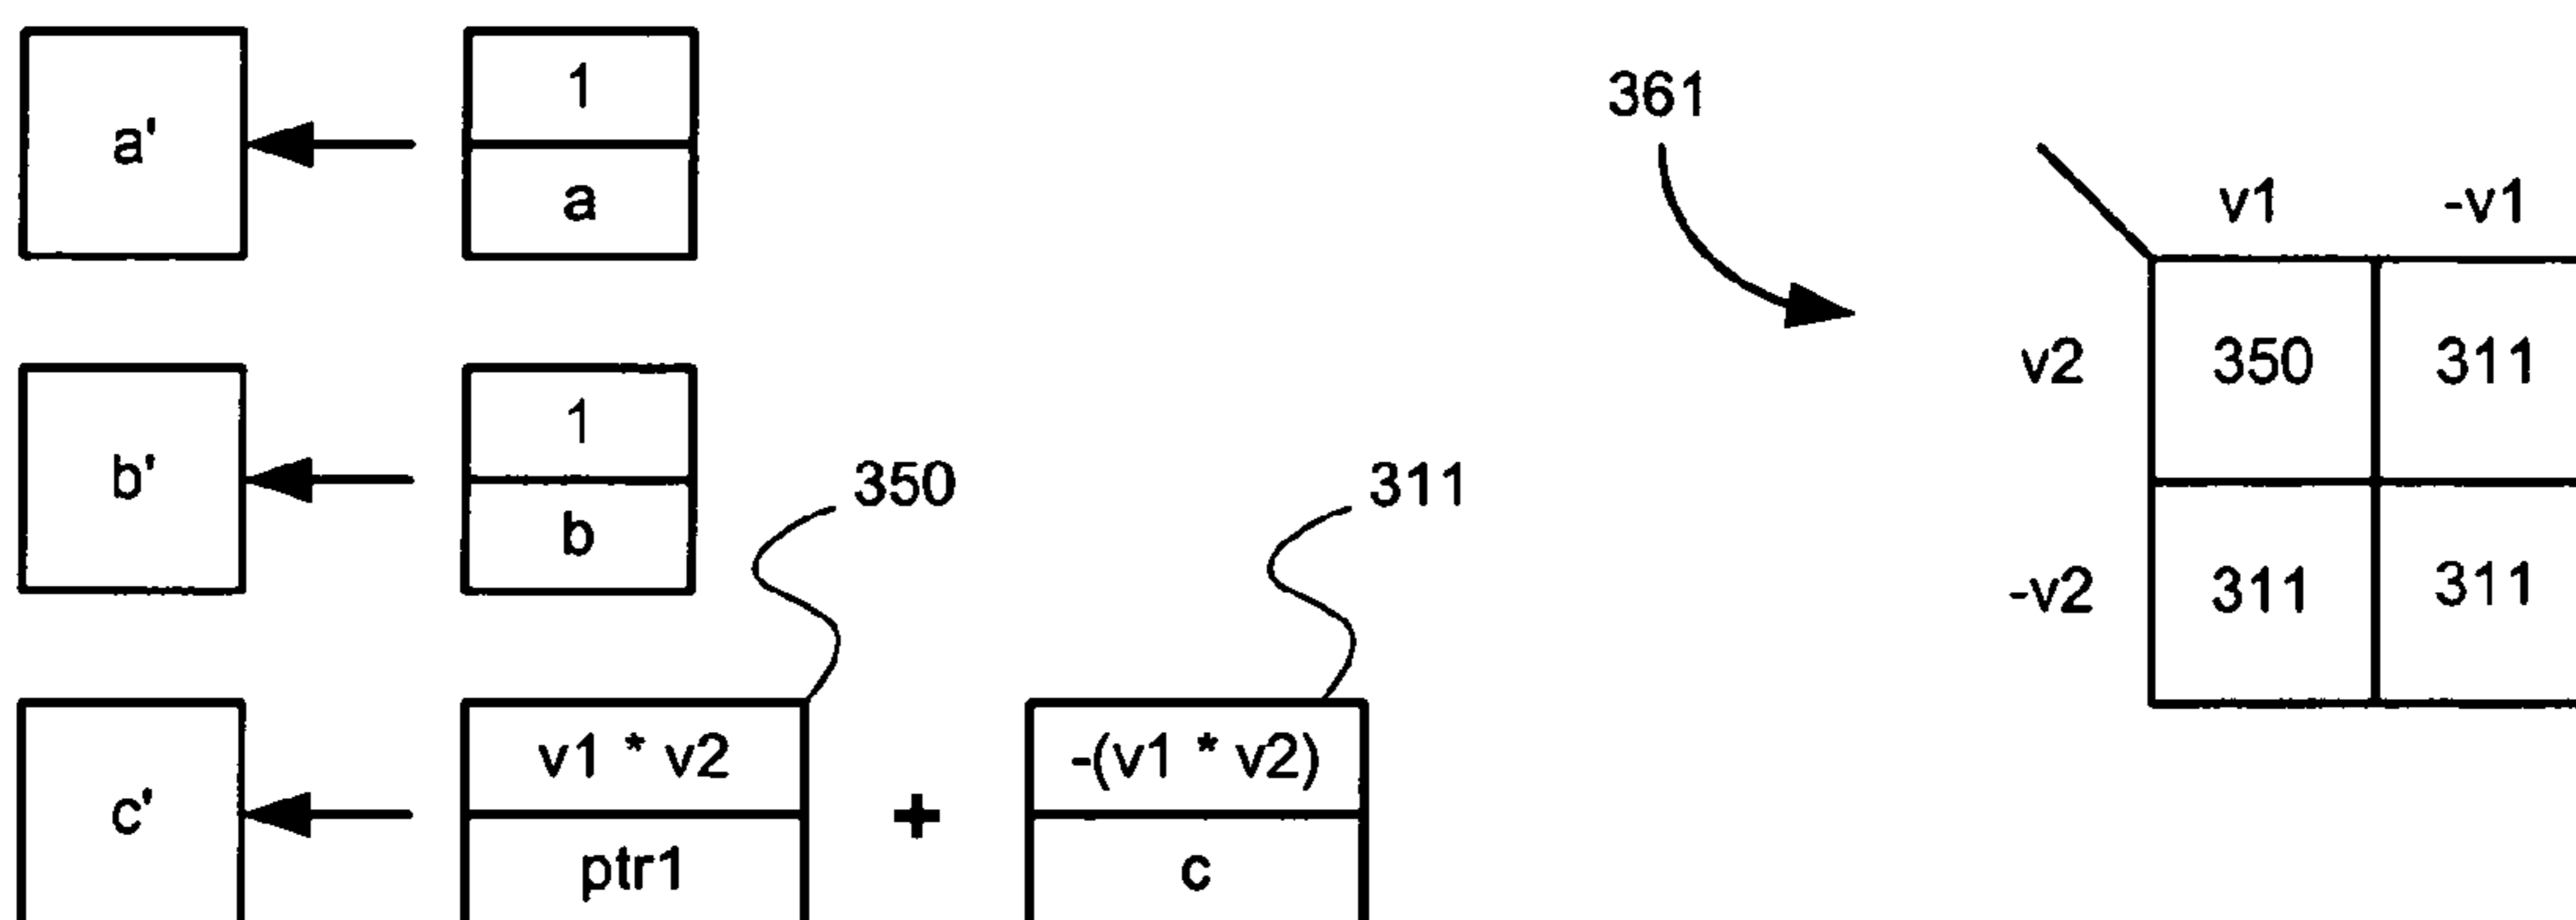 1
a'
a
361
v1 -v1
v2 350 311
-v2 311 311
1
b'
b
350
311
v1 * v2
-(v1 * v2)
c'
+
ptr1
c